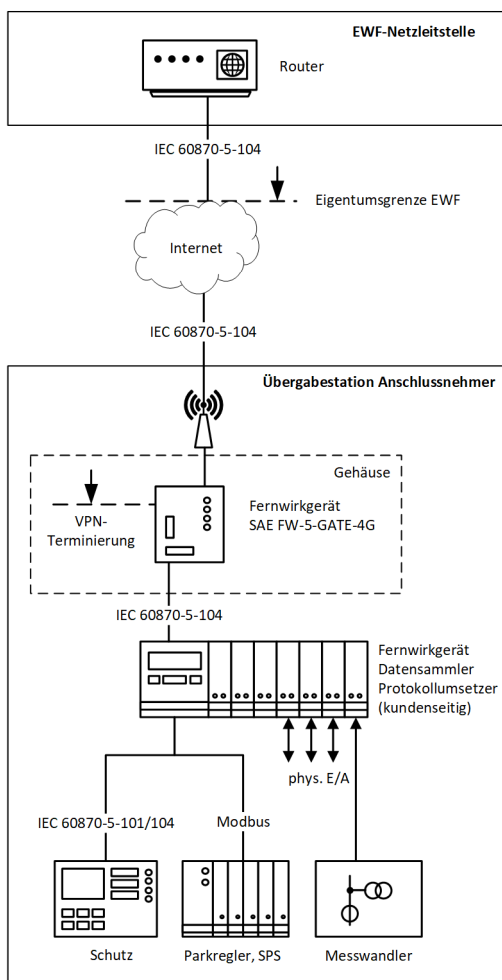 EWF-Netzleitstelle
Router
IEC 60870-5-104
Eigentumsgrenze EWF
Internet
IEC 60870-5-104
Übergabestation Anschlussnehmer
Gehäuse
VPN-
Terminierung
Fernwirkgerät
SAE FW-5-GATE-4G
IEC 60870-5-104
Fernwirkgerät
Datensammler
Protokollumsetzer
(kundenseitig)
phys. E/A
IEC 60870-5-101/104
Modbus
Schutz
Parkregler, SPS
Messwandler